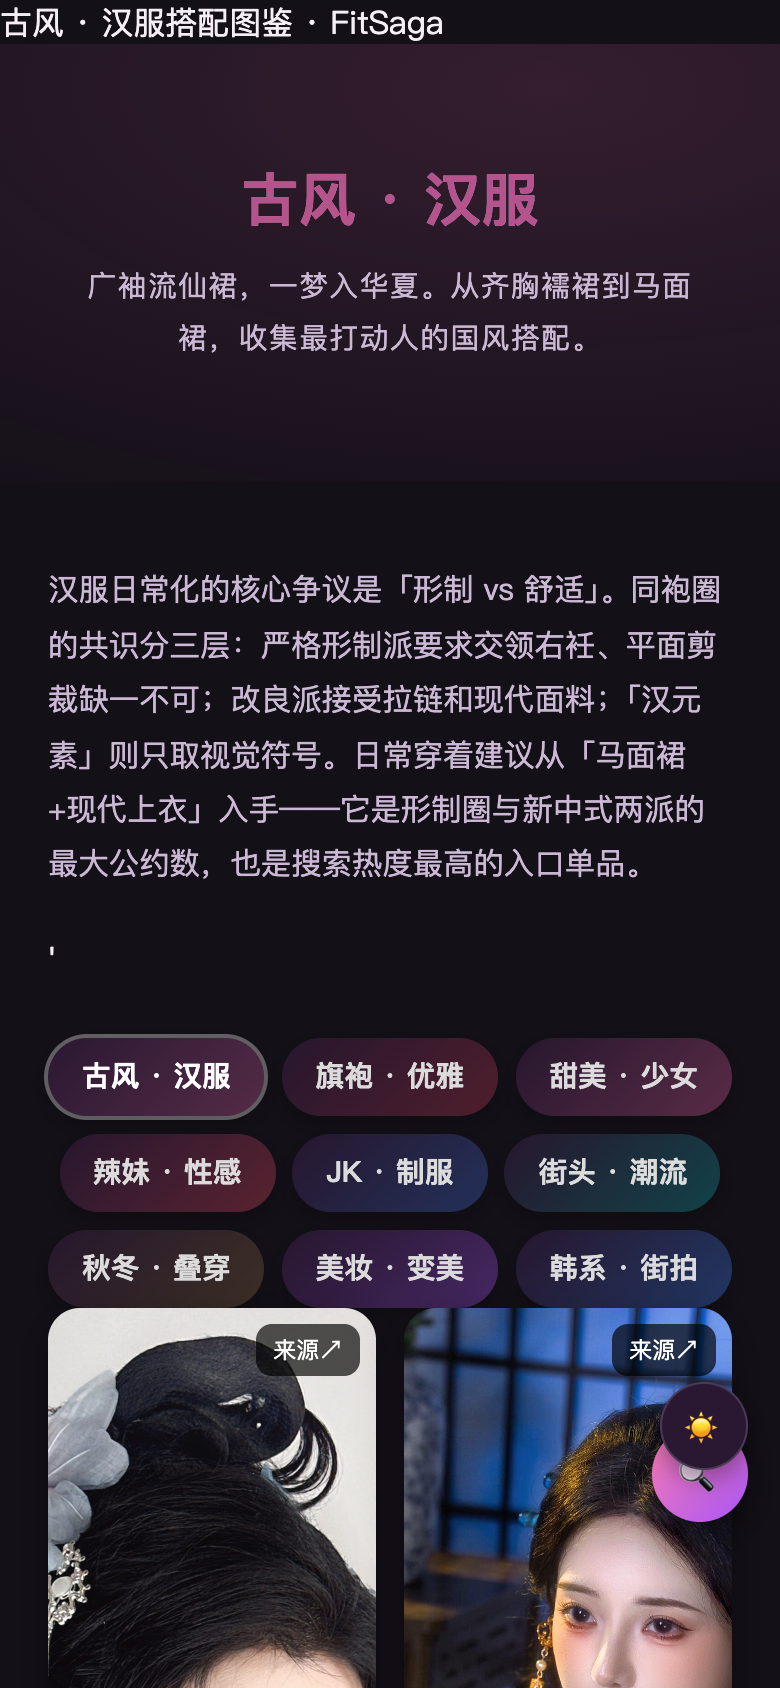 古风 · 汉服搭配图鉴 · FitSaga
古风 · 汉服
广袖流仙裙，一梦入华夏。从齐胸襦裙到马面
裙，收集最打动人的国风搭配。
汉服日常化的核心争议是「形制 vs 舒适」。同袍圈
的共识分三层：严格形制派要求交领右衽、平面剪
裁缺一不可；改良派接受拉链和现代面料；「汉元
素」则只取视觉符号。日常穿着建议从「马面裙
+现代上衣」入手——它是形制圈与新中式两派的
最大公约数，也是搜索热度最高的入口单品。
'
古风 · 汉服
旗袍 · 优雅
甜美 · 少女
辣妹 · 性感
JK · 制服
街头 · 潮流
秋冬 · 叠穿
美妆 · 变美
韩系 · 街拍
来源↗
来源↗